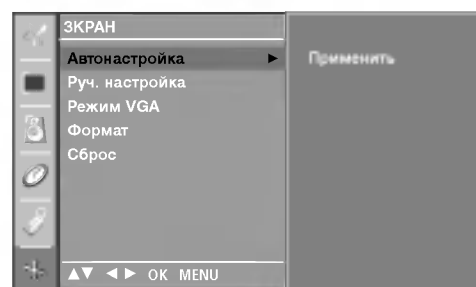 ЭКРАН
Автонастройка ►
Применить
Руч. настройка
Режим VGA
Формат
Сброс
▲▼ ◄► OK MENU